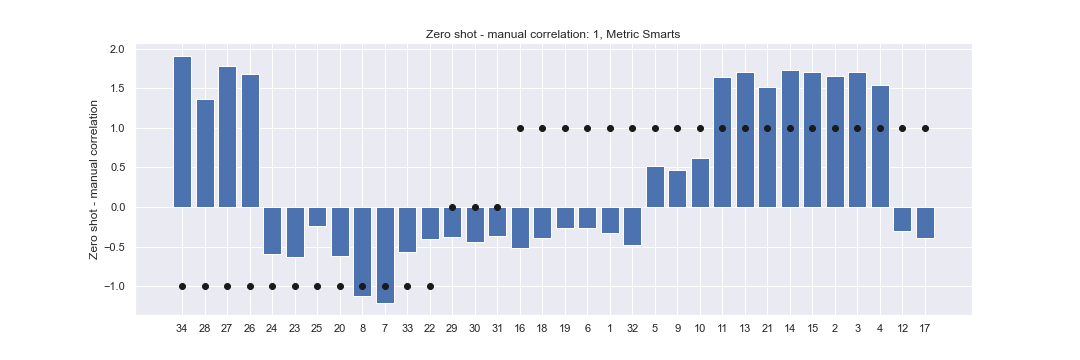 Zero shot - manual correlation: 1, Metric Smarts
Zero shot - manual correlation
2.0
1.5
1.0
0.5
0.0
−0.5
−1.0
34 28 27 26 24 23 25 20 8 7 33 22 29 30 31 16 18 19 6 1 32 5 9 10 11 13 21 14 15 2 3 4 12 17